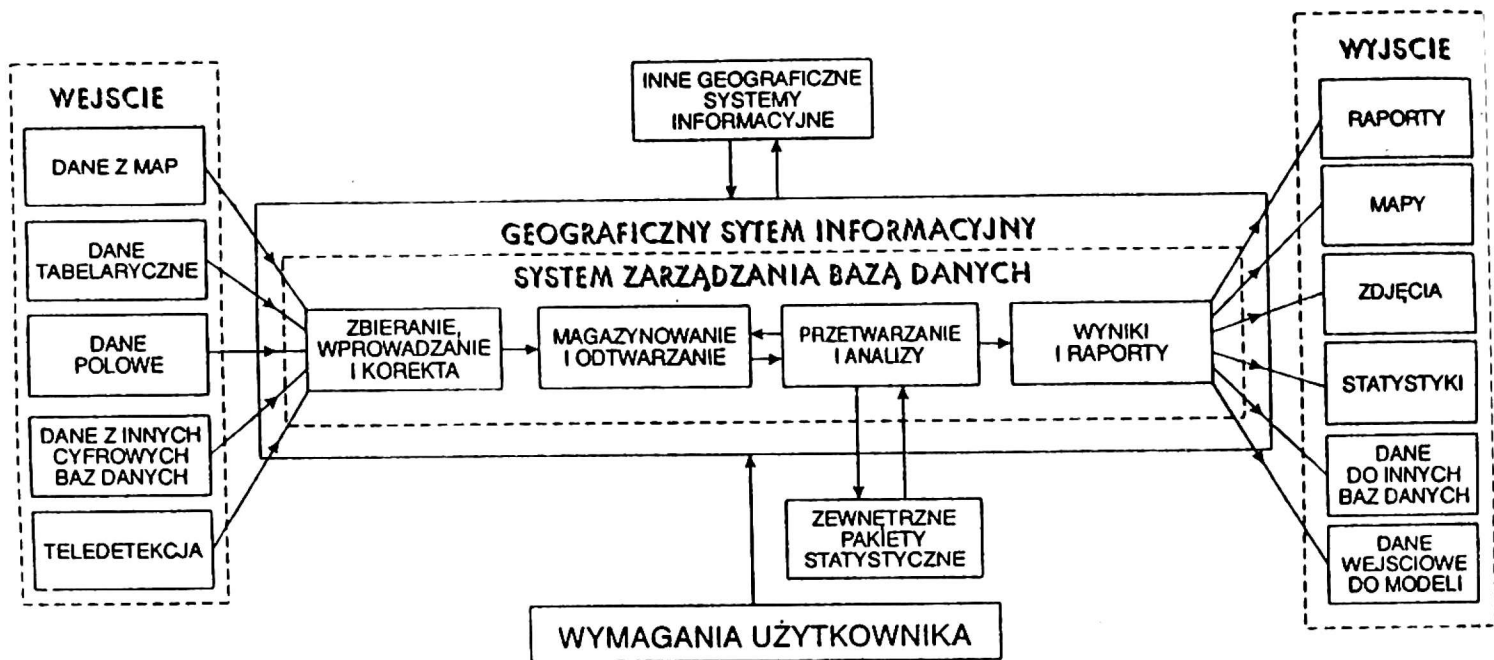 WEJSCIE
DANE Z MAP
DANE
TABELARYCZNE
DANE
POLOWE
DANE Z INNYCH
CYFROWYCH
BAZ DANYCH
TELEDETEKCJA
INNE GEOGRAFICZNE
SYSTEMY
INFORMACYJNE
GEOGRAFICZNY SYTEM INFORMACYJNY
SYSTEM ZARZĄDZANIA BAZĄ DANYCH
ZBIERANIE,
WPROWADZANIE
I KOREKTA
MAGAZYNOWANIE
I ODTWARZANIE
PRZETWARZANIE
I ANALIZY
WYNIKI
I RAPORTY
ZEWNĘTRZNE
PAKIETY
STATYSTYCZNE
WYMAGANIA UŻYTKOWNIKA
WYJSCIE
RAPORTY
MAPY
ZDJĘCIA
STATYSTYKI
DANE
DO INNYCH
BAZ DANYCH
DANE
WEJSCIOWE
DO MODELI